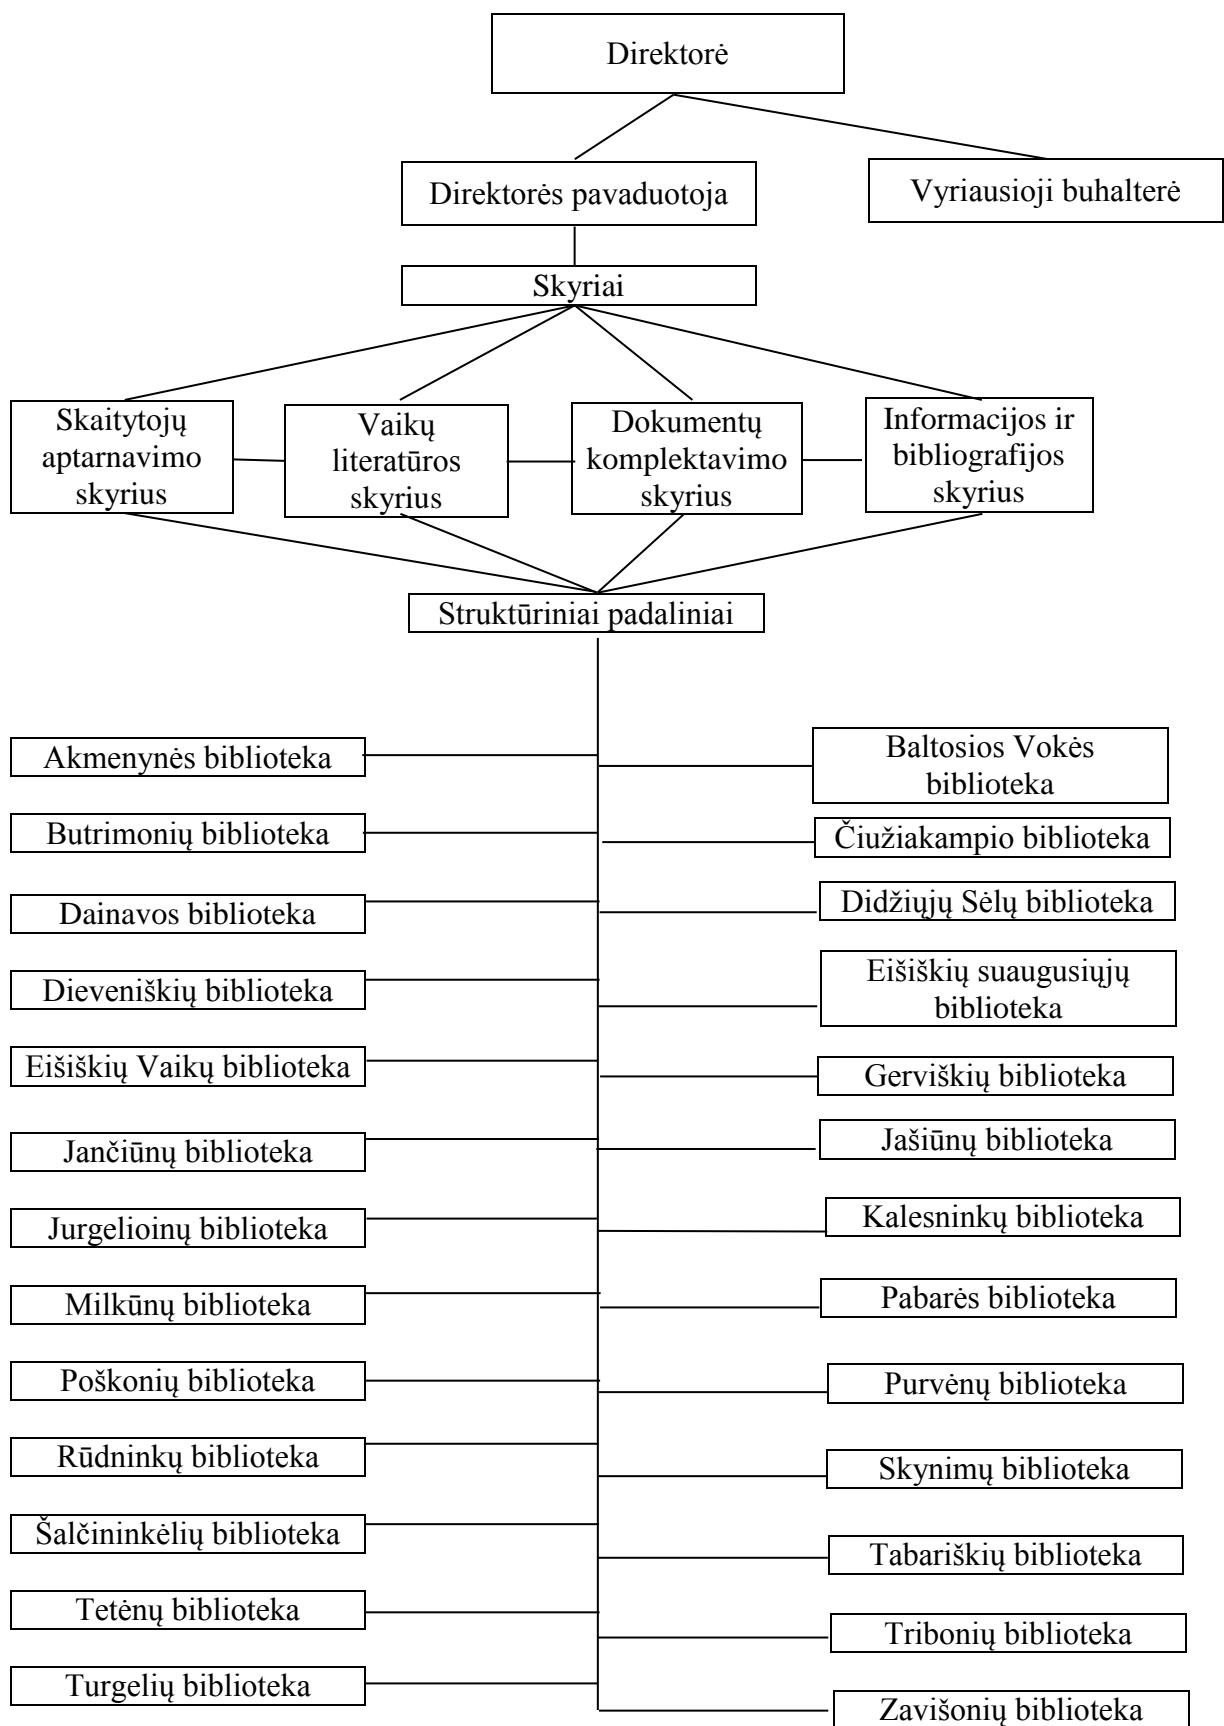 Direktorė
Direktorės pavaduotoja
Vyriausioji buhalterė
Skyriai
Skaitytojų
aptarnavimo
skyrius
Vaikų
literatūros
skyrius
Dokumentų
komplektavimo
skyrius
Informacijos ir
bibliografijos
skyrius
Struktūriniai padaliniai
Akmenynės biblioteka
Baltosios Vokės
biblioteka
Butrimonių biblioteka
Čiužiakampio biblioteka
Dainavos biblioteka
Didžiųjų Sėlų biblioteka
Dieveniškių biblioteka
Eišiškių suaugusiųjų
biblioteka
Eišiškių Vaikų biblioteka
Gerviškių biblioteka
Jančiūnų biblioteka
Jašiūnų biblioteka
Jurgelioinų biblioteka
Kalesninkų biblioteka
Milkūnų biblioteka
Pabarės biblioteka
Poškonių biblioteka
Purvėnų biblioteka
Rūdninkų biblioteka
Skynimų biblioteka
Šalčininkėlių biblioteka
Tabariškių biblioteka
Tetėnų biblioteka
Tribonių biblioteka
Turgelių biblioteka
Zavišonių biblioteka